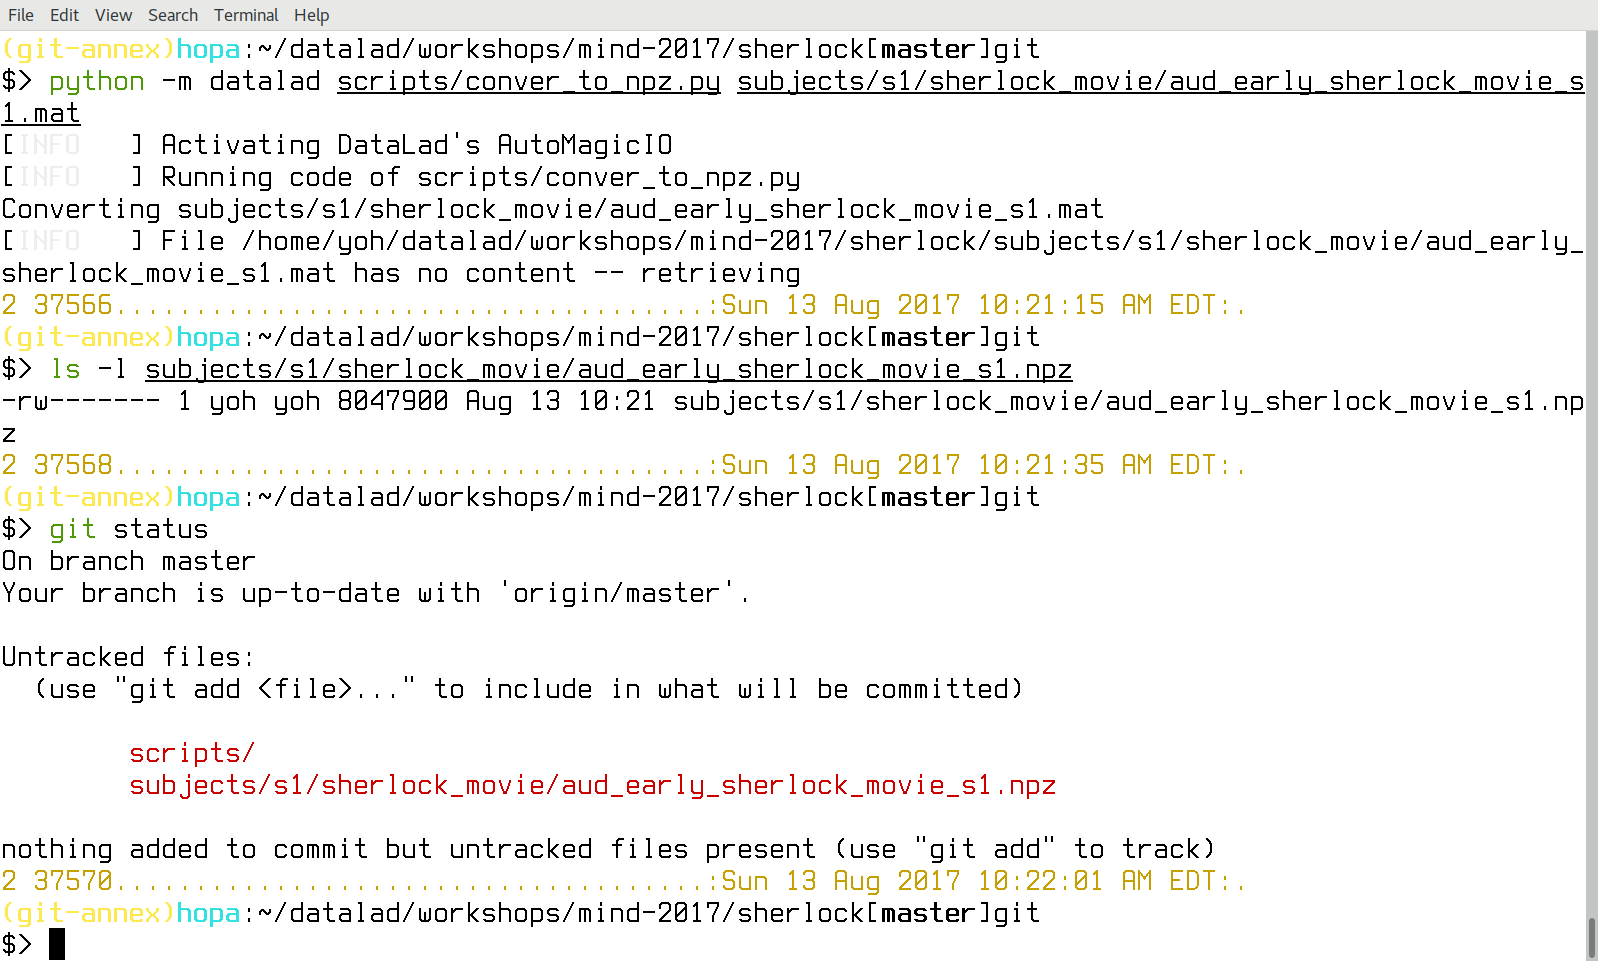 File Edit View Search Terminal Help
(git-annex)hopa:~/datalad/workshops/mind-2017/sherlock[master]git
$> python -m datalad scripts/conver_to_npz.py subjects/s1/sherlock_movie/aud_early_sherlock_movie_s
1.mat
[INFO   ] Activating DataLad's AutoMagicIO
[INFO   ] Running code of scripts/conver_to_npz.py
Converting subjects/s1/sherlock_movie/aud_early_sherlock_movie_s1.mat
[INFO   ] File /home/yoh/datalad/workshops/mind-2017/sherlock/subjects/s1/sherlock_movie/aud_early_
sherlock_movie_s1.mat has no content -- retrieving
2 37566.....................................:Sun 13 Aug 2017 10:21:15 AM EDT:.
(git-annex)hopa:~/datalad/workshops/mind-2017/sherlock[master]git
$> ls -l subjects/s1/sherlock_movie/aud_early_sherlock_movie_s1.npz
-rw------- 1 yoh yoh 8047900 Aug 13 10:21 subjects/s1/sherlock_movie/aud_early_sherlock_movie_s1.np
z
2 37568.....................................:Sun 13 Aug 2017 10:21:35 AM EDT:.
(git-annex)hopa:~/datalad/workshops/mind-2017/sherlock[master]git
$> git status
On branch master
Your branch is up-to-date with 'origin/master'.
Untracked files:
  (use "git add <file>..." to include in what will be committed)
        scripts/
        subjects/s1/sherlock_movie/aud_early_sherlock_movie_s1.npz
nothing added to commit but untracked files present (use "git add" to track)
2 37570.....................................:Sun 13 Aug 2017 10:22:01 AM EDT:.
(git-annex)hopa:~/datalad/workshops/mind-2017/sherlock[master]git
$>